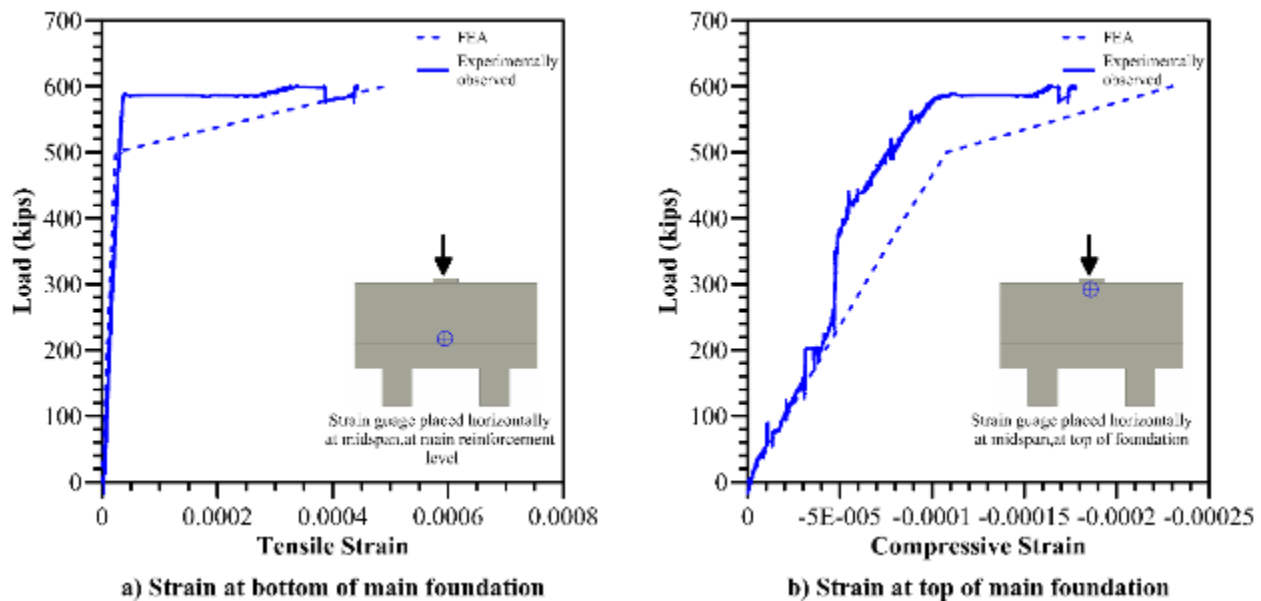 700
600
500
400
300
200
100
0
Load (kips)
FEA
Experimentally
observed
Strain guage placed horizontally
at midspan,at main reinforcement
level
0 0.0002 0.0004 0.0006 0.0008
Tensile Strain
a) Strain at bottom of main foundation
700
600
500
400
300
200
100
0
Load (kips)
FEA
Experimentally
observed
Strain guage placed horizontally
at midspan,at top of foundation
0 -5E-005 -0.0001 -0.00015 -0.0002 -0.00025
Compressive Strain
b) Strain at top of main foundation